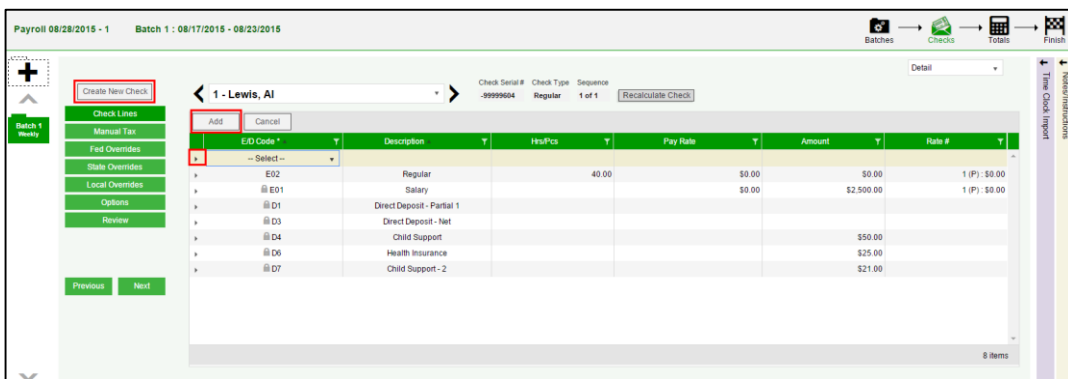 Payroll 08/28/2015 - 1 Batch 1 : 08/17/2015 - 08/23/2015
Batches Checks Totals Finish
Detail
Create New Check
1 - Lewis, Al
Check Serial # Check Type Sequence
-99999604 Regular 1 of 1 Recalculate Check
Batch 1
Weekly
Check Lines
Manual Tax
Fed Overrides
State Overrides
Local Overrides
Options
Review
Previous Next
Add Cancel
E/D Code * Description Hrs/Pcs Pay Rate Amount Rate #
-- Select --
E02 Regular 40.00 $0.00 $0.00 1 (P) : $0.00
E01 Salary $0.00 $2,500.00 1 (P) : $0.00
D1 Direct Deposit - Partial 1
D3 Direct Deposit - Net
D4 Child Support $50.00
D6 Health Insurance $25.00
D7 Child Support - 2 $21.00
8 items
Time Clock Import
Notes/Instructions